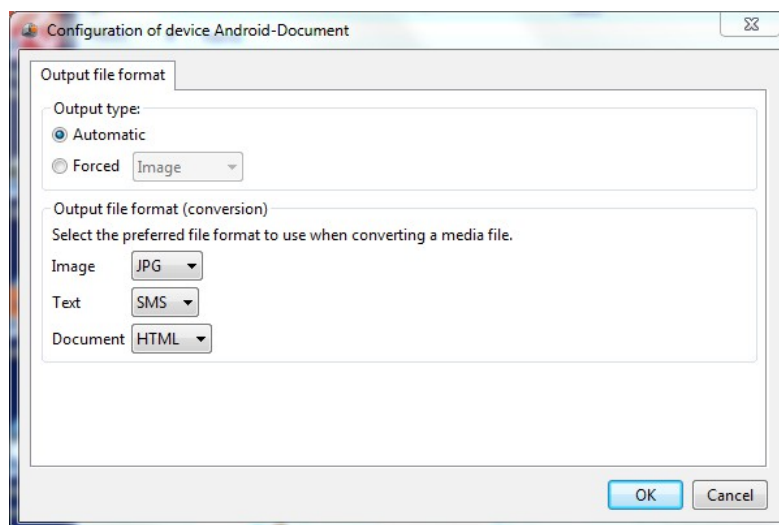 Configuration of device Android-Document
Output file format
Output type:
Automatic
Forced Image
Output file format (conversion)
Select the preferred file format to use when converting a media file.
Image JPG
Text SMS
Document HTML
OK Cancel